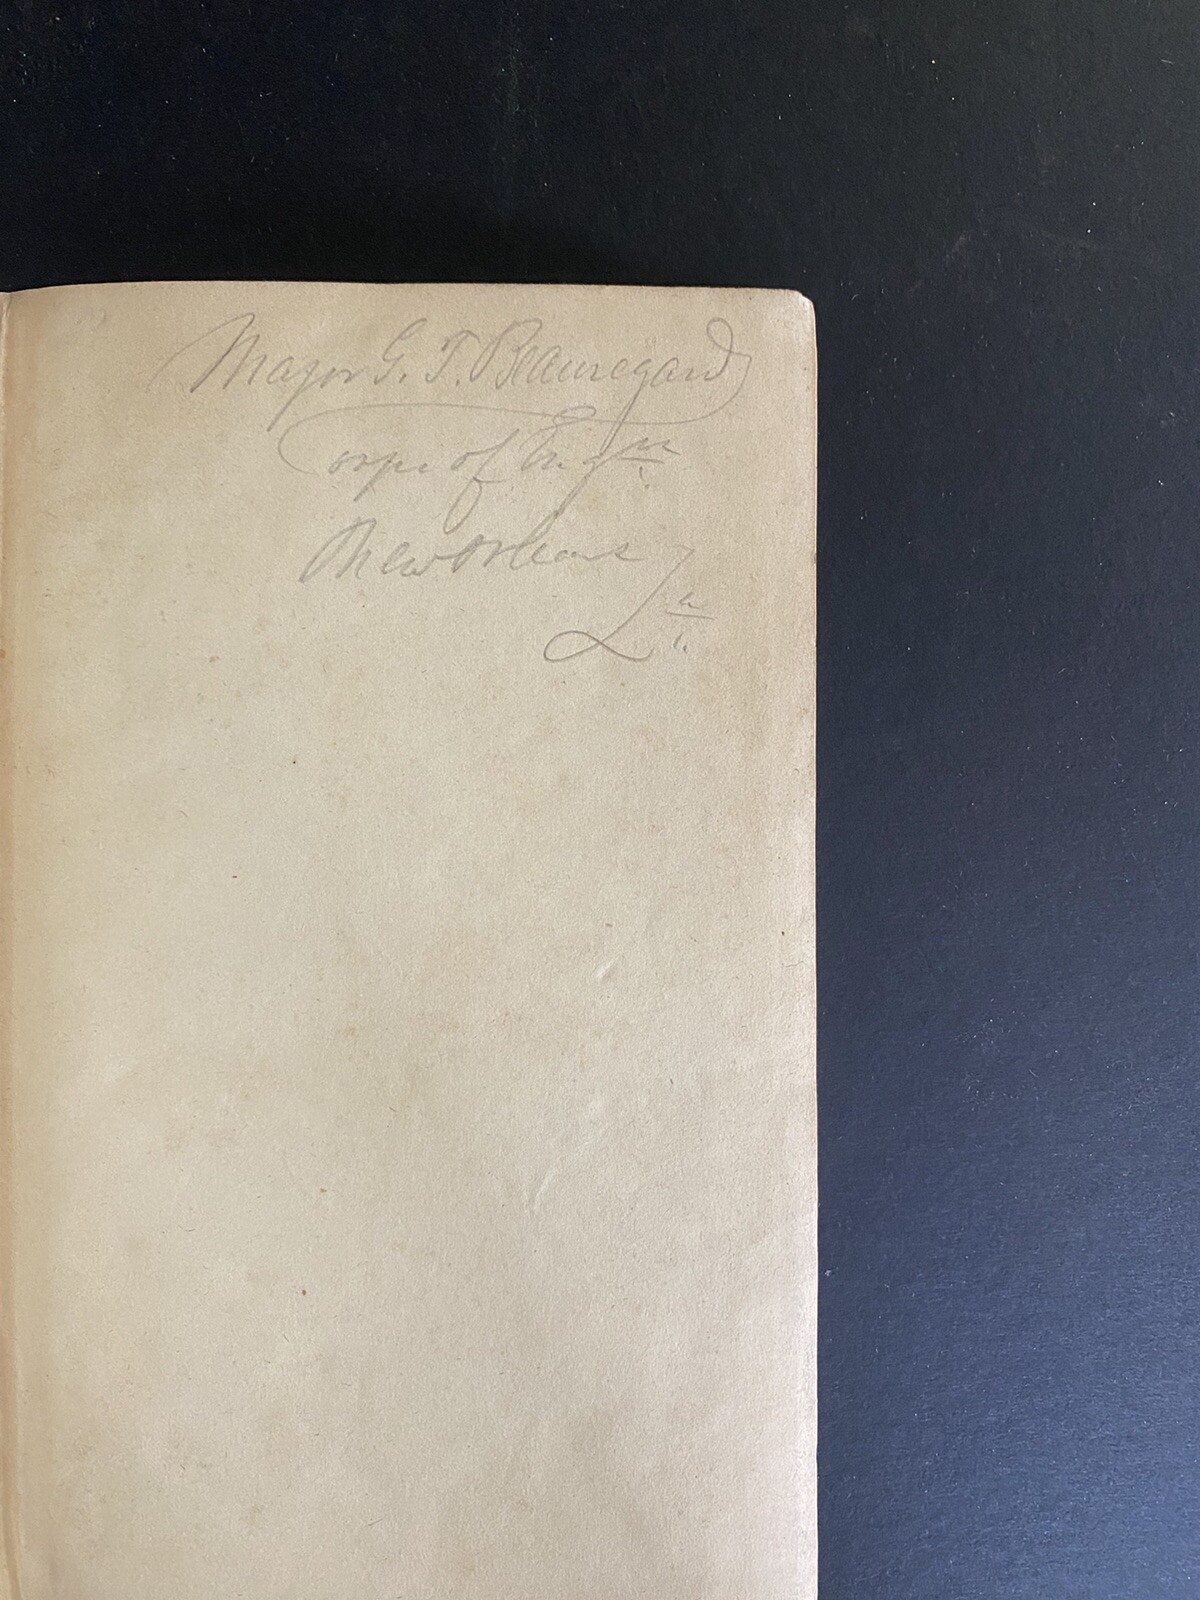 Major G. T. Beauregard
Corps of Engrs.
New Orleans
La.